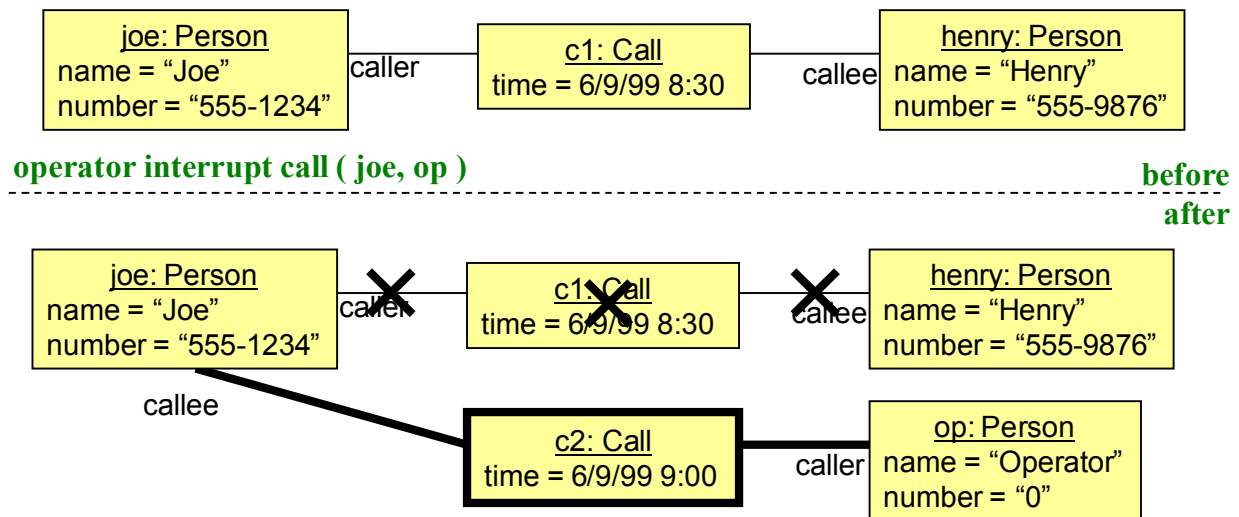 joe: Person
name = “Joe”
number = “555-1234”
caller
c1: Call
time = 6/9/99 8:30
callee
henry: Person
name = “Henry”
number = “555-9876”
operator interrupt call ( joe, op )
before
after
joe: Person
name = “Joe”
number = “555-1234”
caller
c1: Call
time = 6/9/99 8:30
callee
henry: Person
name = “Henry”
number = “555-9876”
callee
c2: Call
time = 6/9/99 9:00
caller
op: Person
name = “Operator”
number = “0”